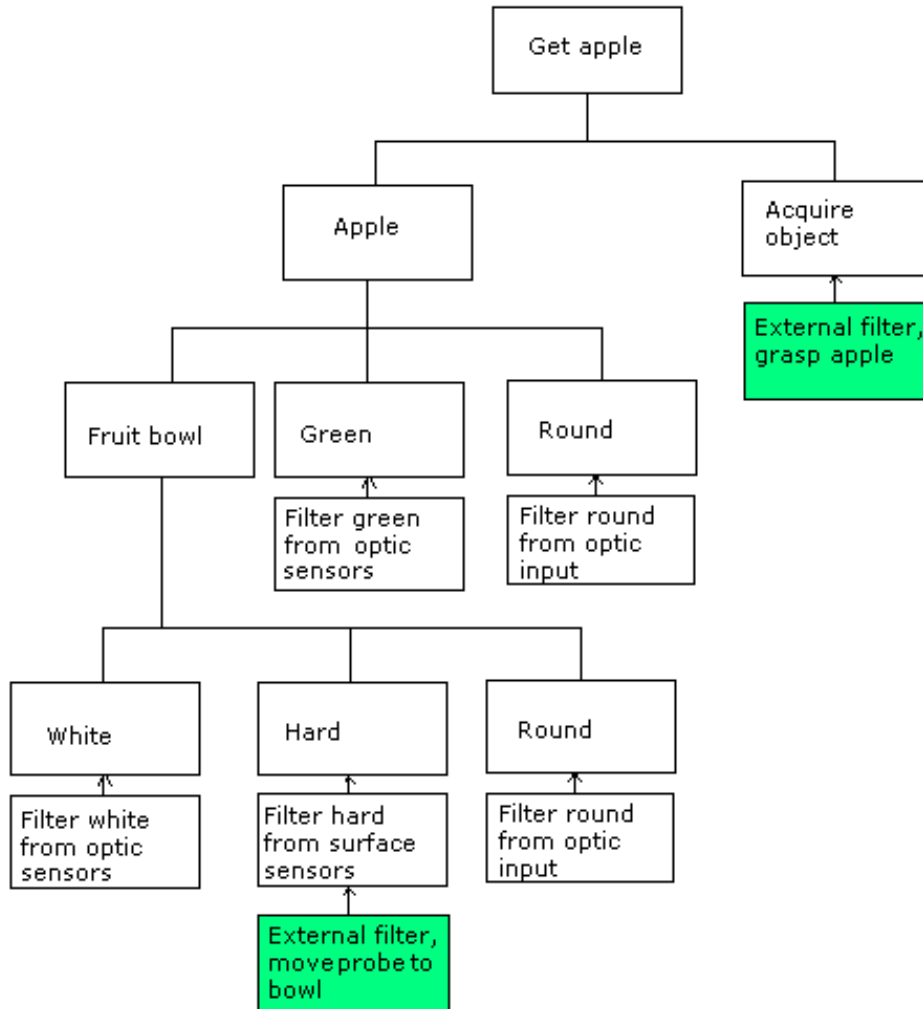 Get apple
Apple
Acquire
object
External filter,
grasp apple
Fruit bowl
Green
Round
Filter green
from optic
sensors
Filter round
from optic
input
White
Hard
Round
Filter white
from optic
sensors
Filter hard
from surface
sensors
Filter round
from optic
input
External filter,
move probe to
bowl